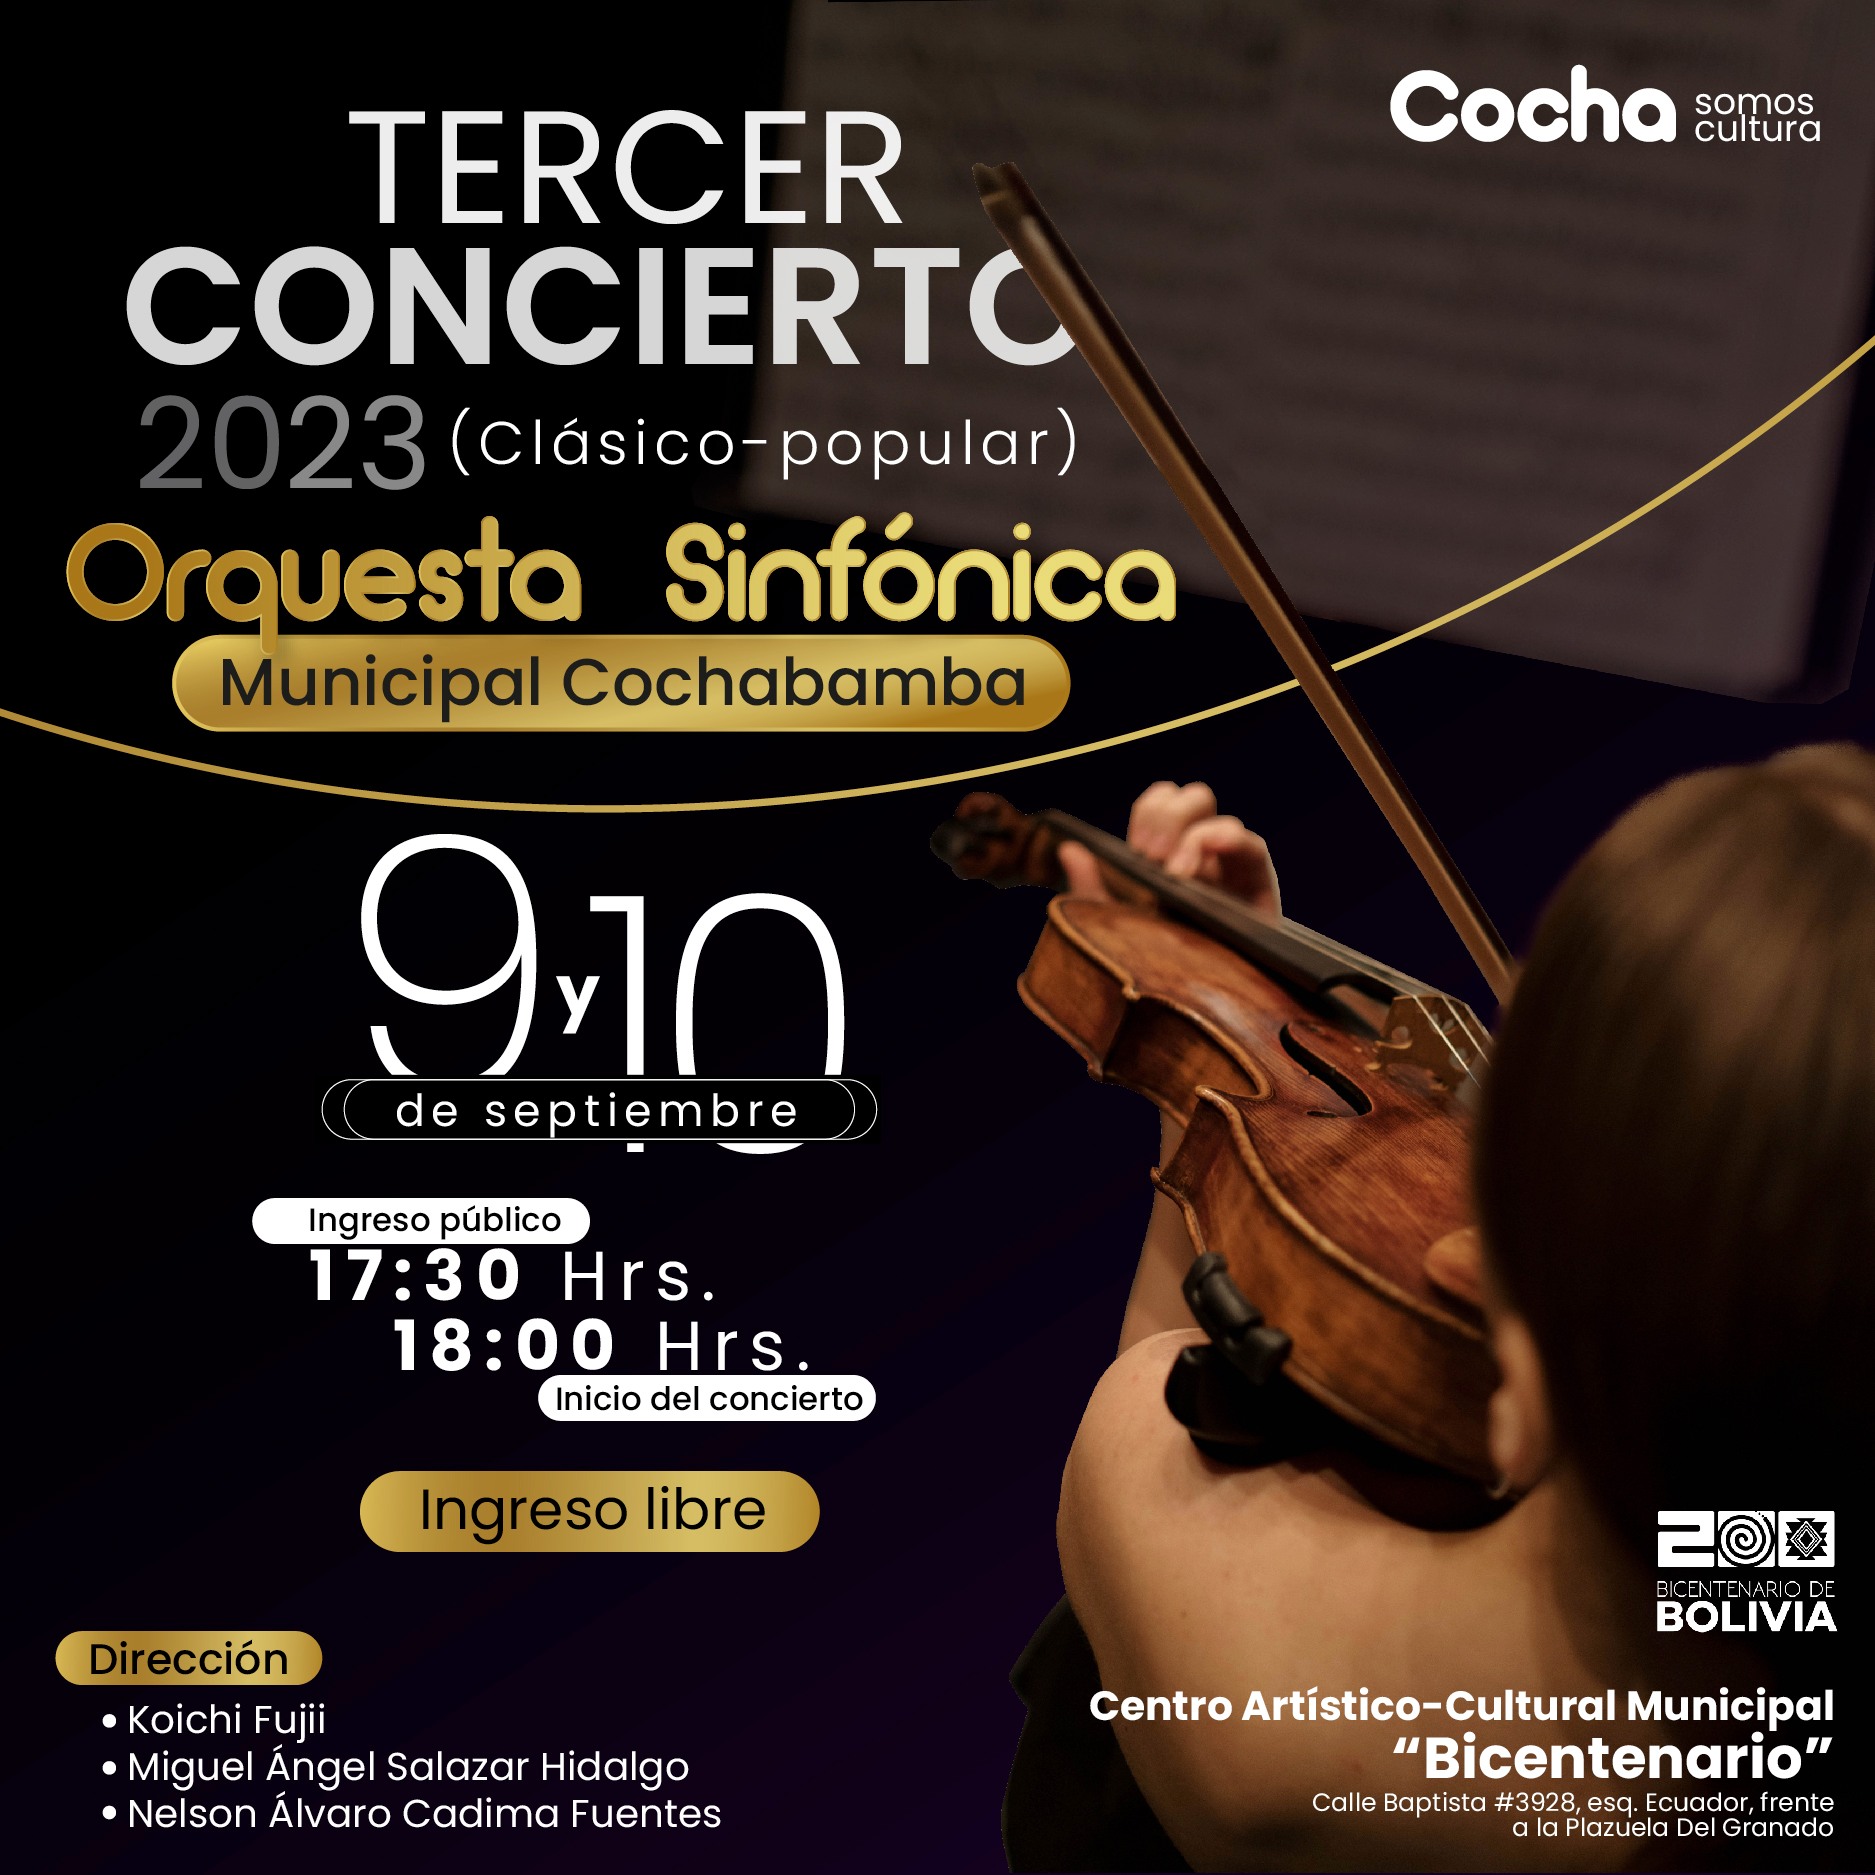 Cocha somos
cultura
TERCER
CONCIERTO
2023 (Clásico-popular)
Orquesta Sinfónica
Municipal Cochabamba
9 y 10
de septiembre
Ingreso público
17:30 Hrs.
18:00 Hrs.
Inicio del concierto
Ingreso libre
Dirección
• Koichi Fujii
• Miguel Ángel Salazar Hidalgo
• Nelson Álvaro Cadima Fuentes
200
BICENTENARIO DE
BOLIVIA
Centro Artístico-Cultural Municipal
“Bicentenario”
Calle Baptista #3928, esq. Ecuador, frente
a la Plazuela Del Granado